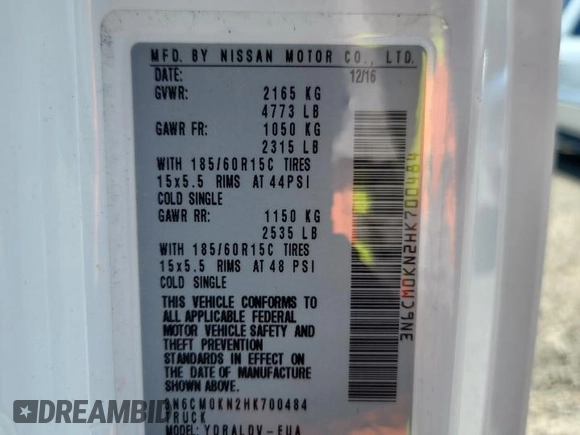 MFD. BY NISSAN MOTOR CO., LTD.
DATE: 12/16
GVWR: 2165 KG
4773 LB
GAWR FR: 1050 KG
2315 LB
WITH 185/60R15C TIRES
15x5.5 RIMS AT 44PSI
COLD SINGLE
GAWR RR: 1150 KG
2535 LB
WITH 185/60R15C TIRES
15x5.5 RIMS AT 48 PSI
COLD SINGLE
THIS VEHICLE CONFORMS TO
ALL APPLICABLE FEDERAL
MOTOR VEHICLE SAFETY AND
THEFT PREVENTION
STANDARDS IN EFFECT ON
THE DATE OF MANUFACTURE
SHOWN ABOVE.
3N6CM0KN2HK700484
TRUCK
MODEL: YDRALDV-EUA
3N6CM0KN2HK700484
DREAMBID